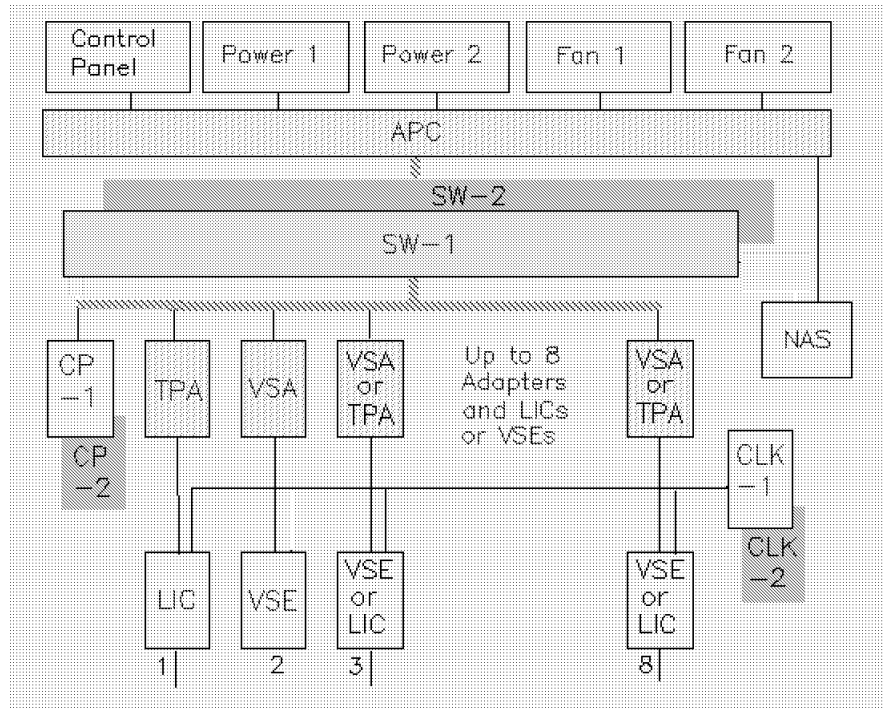 Control
Panel
Power 1
Power 2
Fan 1
Fan 2
APC
SW-2
SW-1
NAS
CP
-1
TPA
VSA
VSA
or
TPA
Up to 8
Adapters
and LICs
or VSEs
VSA
or
TPA
CP
-2
CLK
-1
CLK
-2
LIC
VSE
VSE
or
LIC
VSE
or
LIC
1
2
3
8